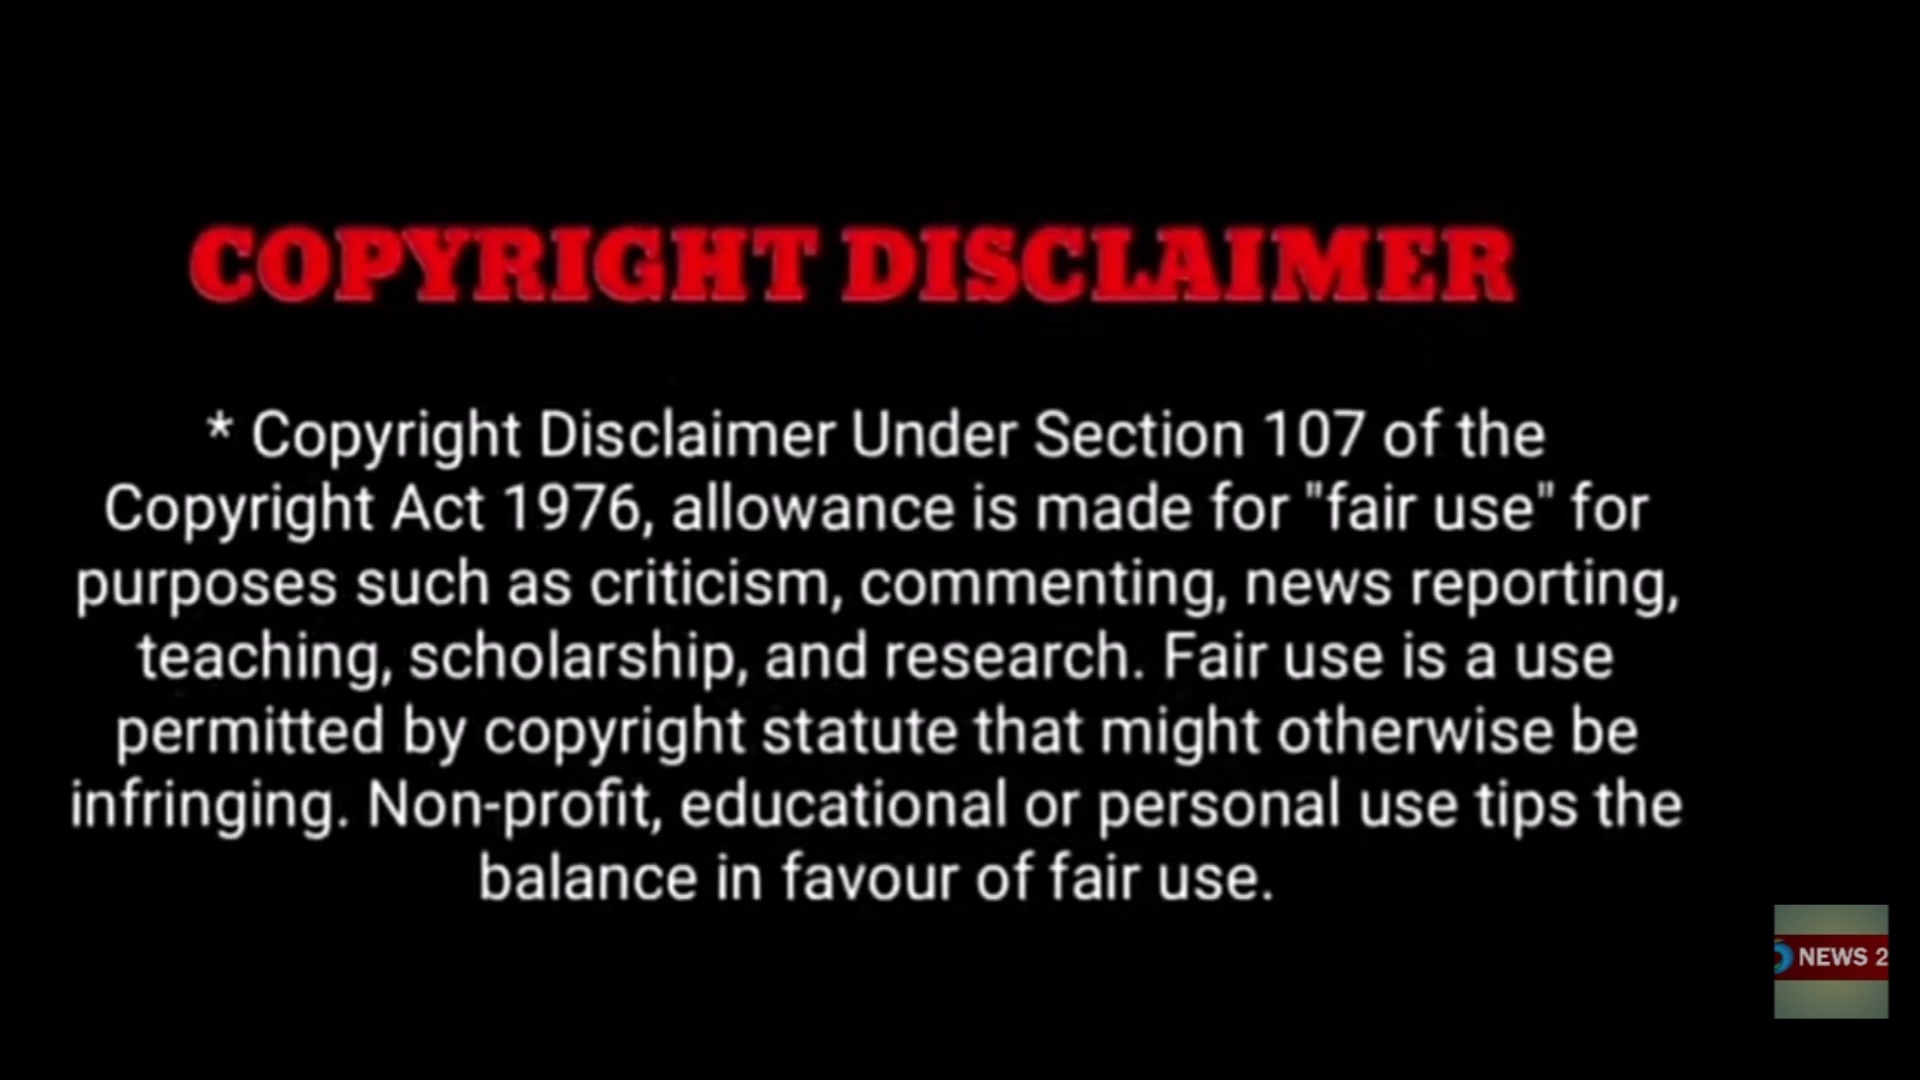 COPYRIGHT DISCLAIMER
* Copyright Disclaimer Under Section 107 of the
Copyright Act 1976, allowance is made for "fair use" for
purposes such as criticism, commenting, news reporting,
teaching, scholarship, and research. Fair use is a use
permitted by copyright statute that might otherwise be
infringing. Non-profit, educational or personal use tips the
balance in favour of fair use.
NEWS 2